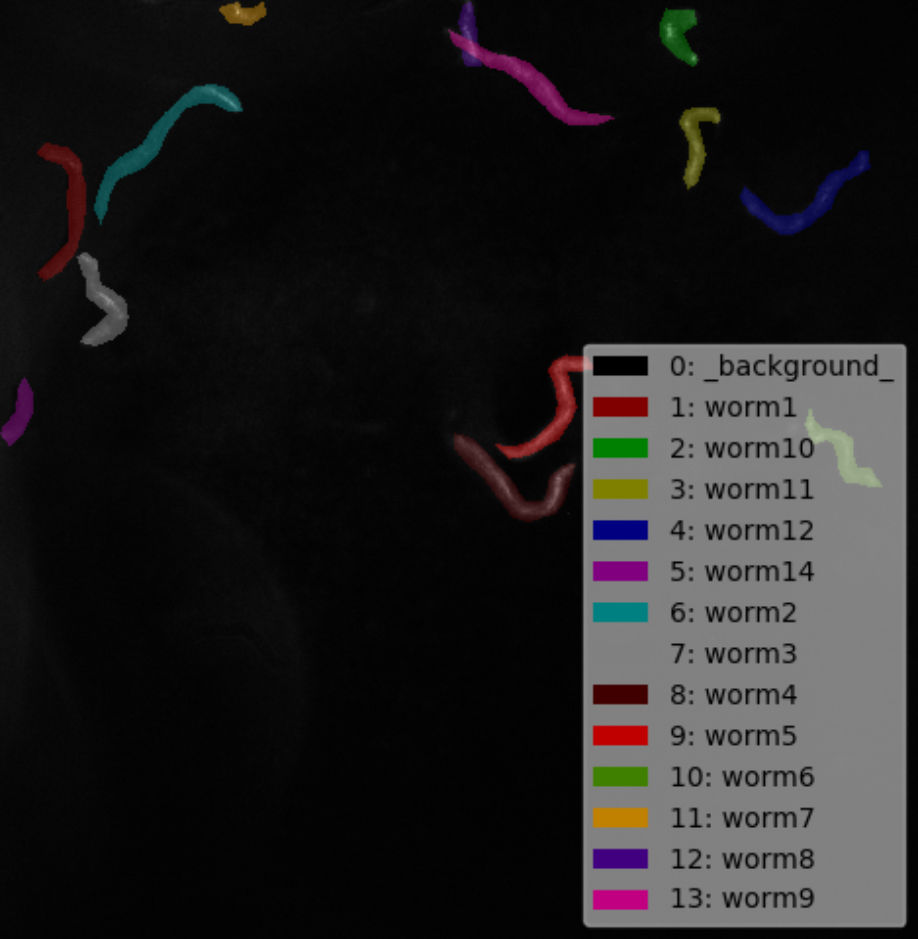 0: _background_
1: worm1
2: worm10
3: worm11
4: worm12
5: worm14
6: worm2
7: worm3
8: worm4
9: worm5
10: worm6
11: worm7
12: worm8
13: worm9